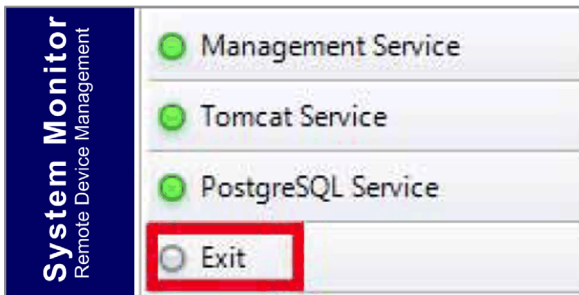 System Monitor
Remote Device Management
Management Service
Tomcat Service
PostgreSQL Service
Exit